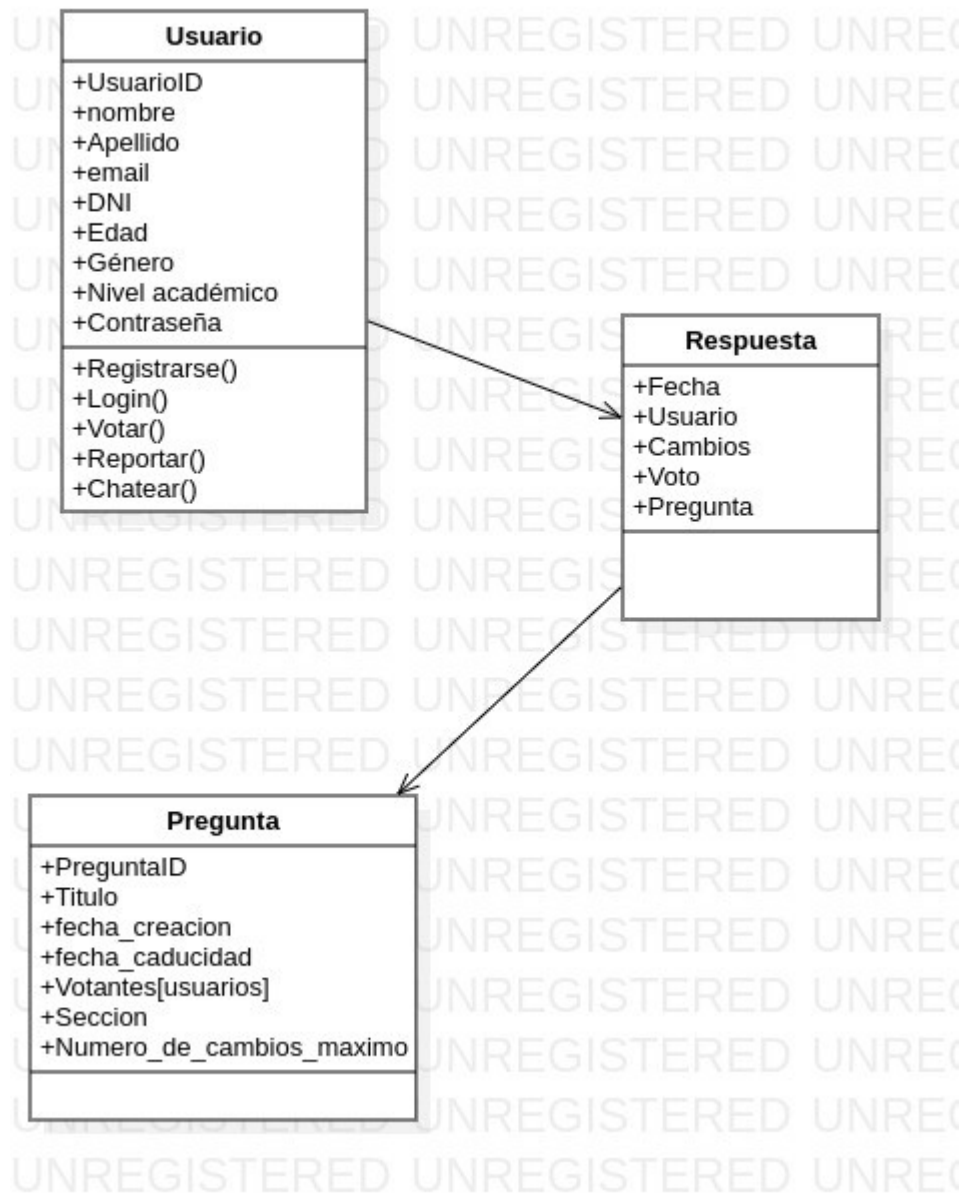 Usuario
+UsuarioID
+nombre
+Apellido
+email
+DNI
+Edad
+Género
+Nivel académico
+Contraseña
+Registrarse()
+Login()
+Votar()
+Reportar()
+Chatear()
Respuesta
+Fecha
+Usuario
+Cambios
+Voto
+Pregunta
Pregunta
+PreguntaID
+Titulo
+fecha_creacion
+fecha_caducidad
+Votantes[usuarios]
+Seccion
+Numero_de_cambios_maximo
UNREGISTERED